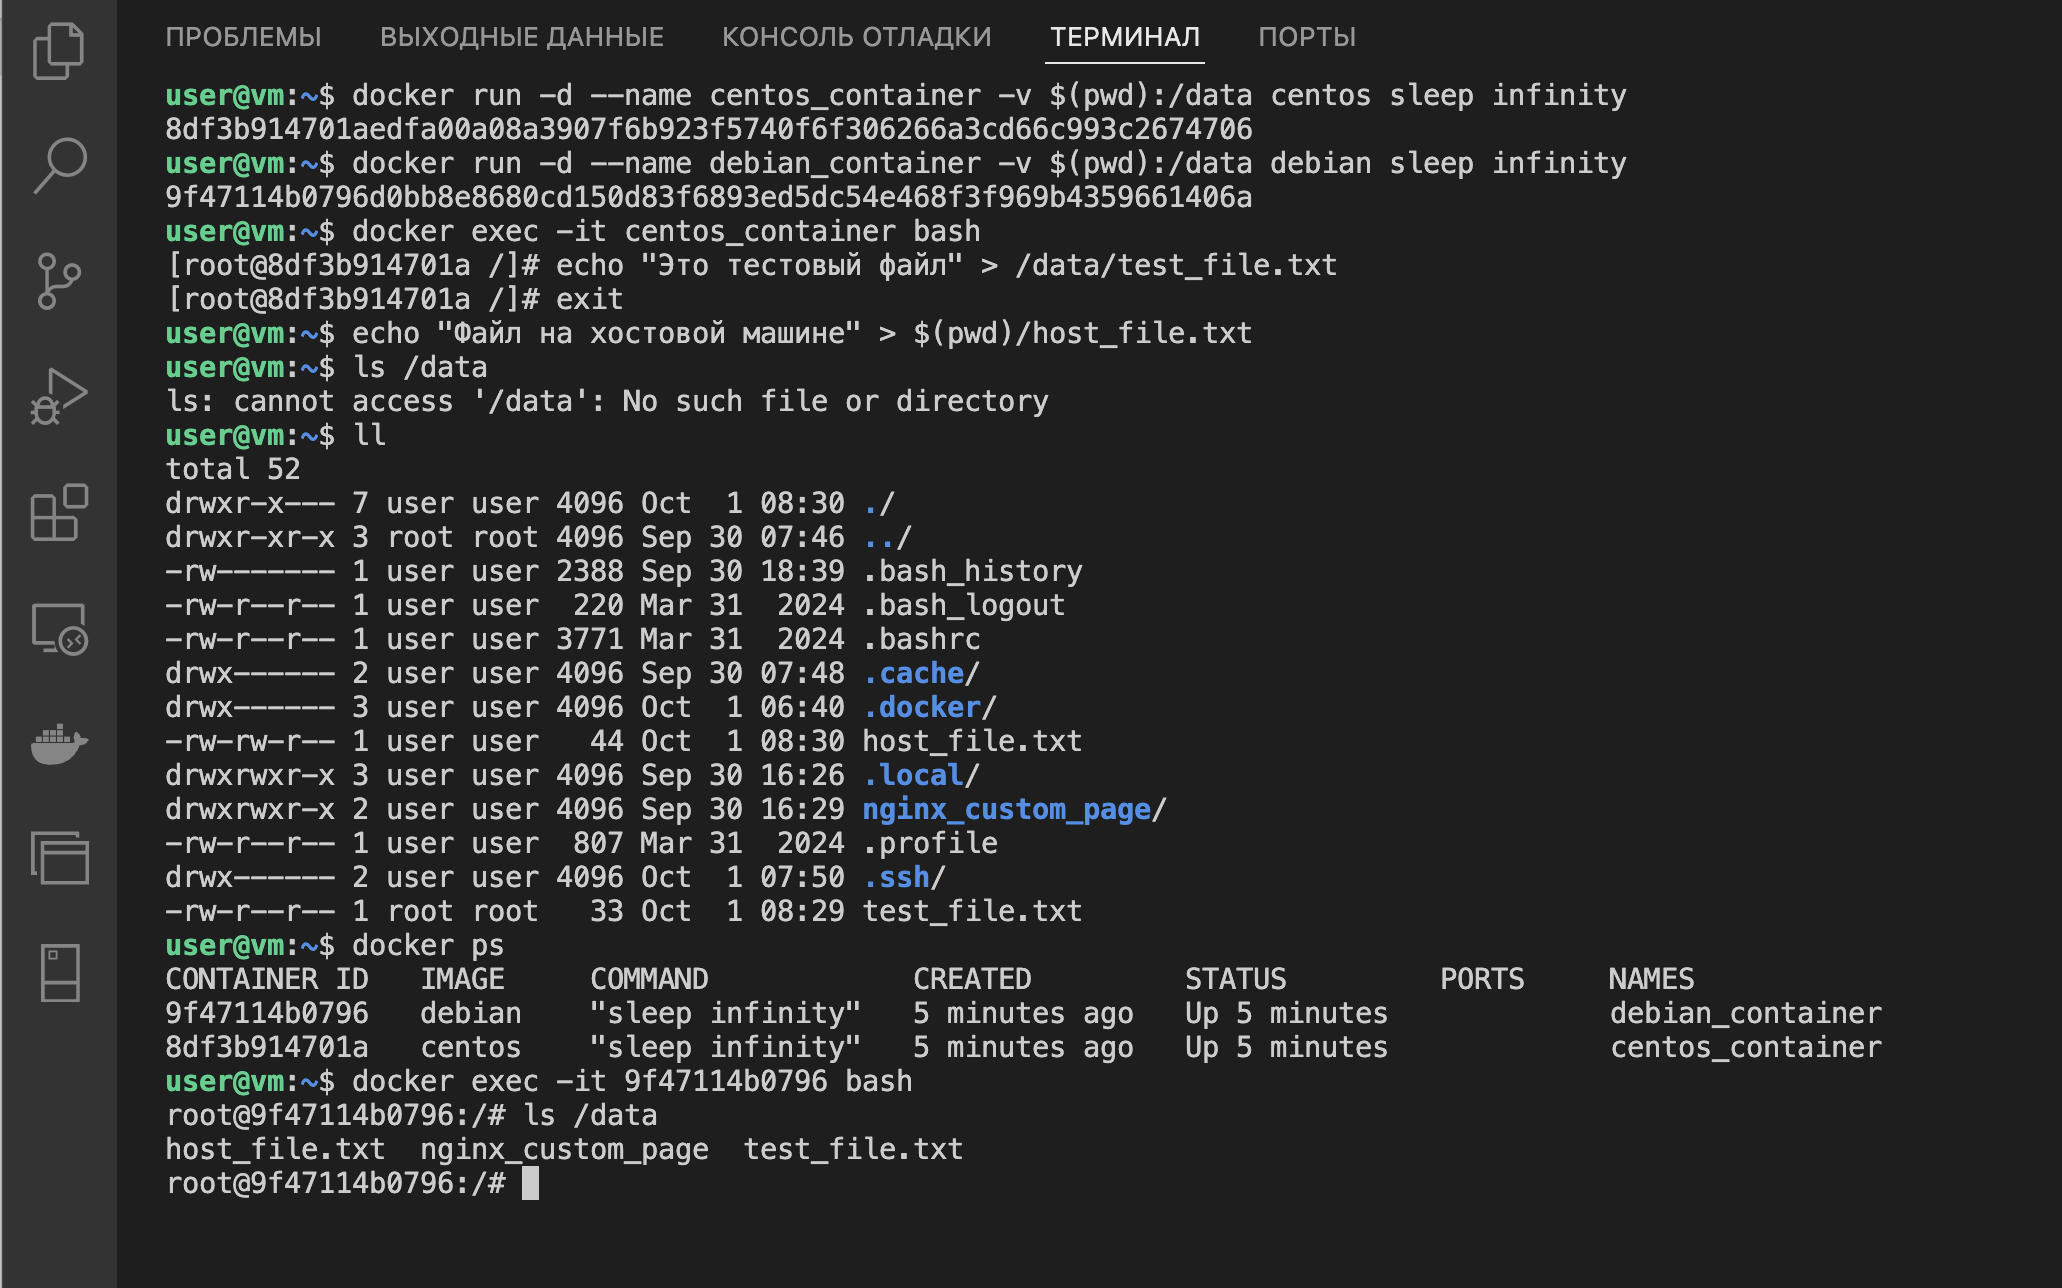 ПРОБЛЕМЫ ВЫХОДНЫЕ ДАННЫЕ КОНСОЛЬ ОТЛАДКИ ТЕРМИНАЛ ПОРТЫ
user@vm:~$ docker run -d --name centos_container -v $(pwd):/data centos sleep infinity
8df3b914701aedfa00a08a3907f6b923f5740f6f306266a3cd66c993c2674706
user@vm:~$ docker run -d --name debian_container -v $(pwd):/data debian sleep infinity
9f47114b0796d0bb8e8680cd150d83f6893ed5dc54e468f3f969b4359661406a
user@vm:~$ docker exec -it centos_container bash
[root@8df3b914701a /]# echo "Это тестовый файл" > /data/test_file.txt
[root@8df3b914701a /]# exit
user@vm:~$ echo "Файл на хостовой машине" > $(pwd)/host_file.txt
user@vm:~$ ls /data
ls: cannot access '/data': No such file or directory
user@vm:~$ ll
total 52
drwxr-x--- 7 user user 4096 Oct  1 08:30 ./
drwxr-xr-x 3 root root 4096 Sep 30 07:46 ../
-rw------- 1 user user 2388 Sep 30 18:39 .bash_history
-rw-r--r-- 1 user user  220 Mar 31  2024 .bash_logout
-rw-r--r-- 1 user user 3771 Mar 31  2024 .bashrc
drwx------ 2 user user 4096 Sep 30 07:48 .cache/
drwx------ 3 user user 4096 Oct  1 06:40 .docker/
-rw-rw-r-- 1 user user   44 Oct  1 08:30 host_file.txt
drwxrwxr-x 3 user user 4096 Sep 30 16:26 .local/
drwxrwxr-x 2 user user 4096 Sep 30 16:29 nginx_custom_page/
-rw-r--r-- 1 user user  807 Mar 31  2024 .profile
drwx------ 2 user user 4096 Oct  1 07:50 .ssh/
-rw-r--r-- 1 root root   33 Oct  1 08:29 test_file.txt
user@vm:~$ docker ps
CONTAINER ID   IMAGE     COMMAND            CREATED         STATUS         PORTS     NAMES
9f47114b0796   debian    "sleep infinity"   5 minutes ago   Up 5 minutes             debian_container
8df3b914701a   centos    "sleep infinity"   5 minutes ago   Up 5 minutes             centos_container
user@vm:~$ docker exec -it 9f47114b0796 bash
root@9f47114b0796:/# ls /data
host_file.txt  nginx_custom_page  test_file.txt
root@9f47114b0796:/#